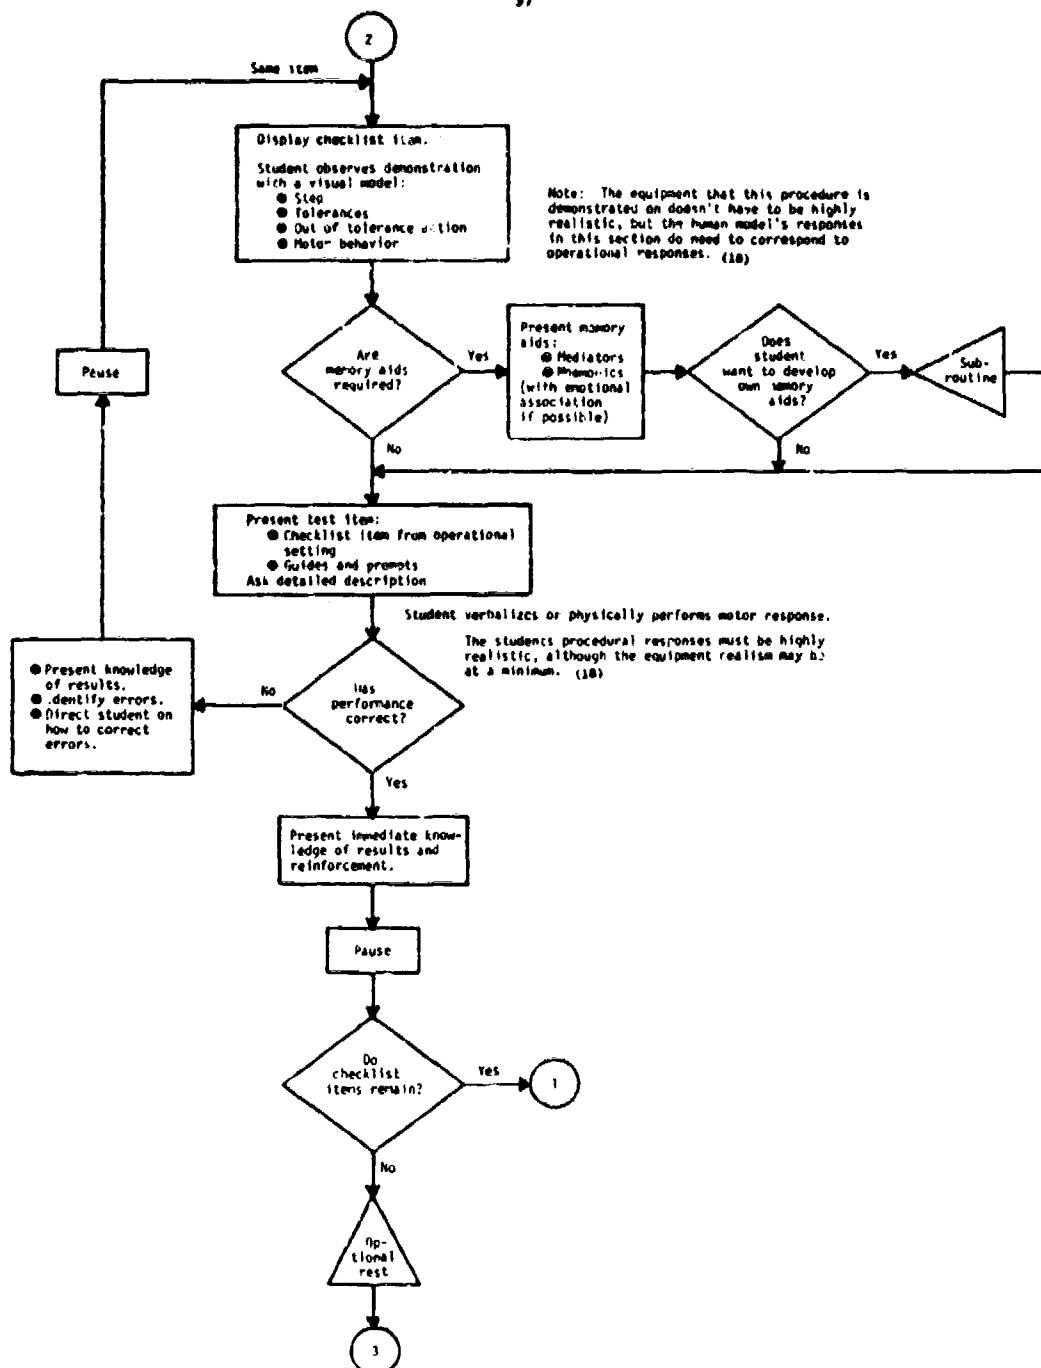 2
Same item
Display checklist item.
Student observes demonstration
with a visual model:
● Step
● Tolerances
● Out of tolerance action
● Motor behavior
Note: The equipment that this procedure is
demonstrated on doesn't have to be highly
realistic, but the human model's responses
in this section do need to correspond to
operational responses. (18)
Pause
Are
memory aids
required?
Yes
Present memory
aids:
● Mediators
● Mnemonics
(with emotional
association
if possible)
Does
student
want to develop
own memory
aids?
Yes
Sub-
routine
No
No
Present test item:
● Checklist item from operational
setting
● Guides and prompts
Ask detailed description
Student verbalizes or physically performs motor response.
The students procedural responses must be highly
realistic, although the equipment realism may be
at a minimum. (18)
● Present knowledge
of results.
● Identify errors.
● Direct student on
how to correct
errors.
No
Was
performance
correct?
Yes
Present immediate know-
ledge of results and
reinforcement.
Pause
Do
checklist
items remain?
Yes
1
No
Op-
tional
rest
3